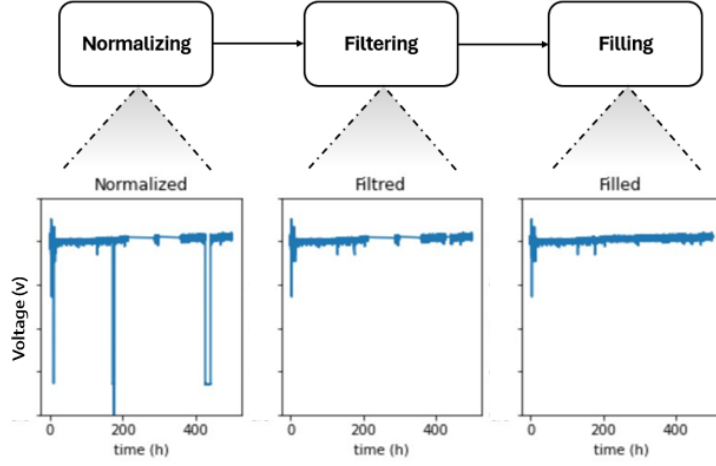 Normalizing
Filtering
Filling
Normalized
Filtred
Filled
Voltage (v)
0
200
400
0
200
400
0
200
400
time (h)
time (h)
time (h)